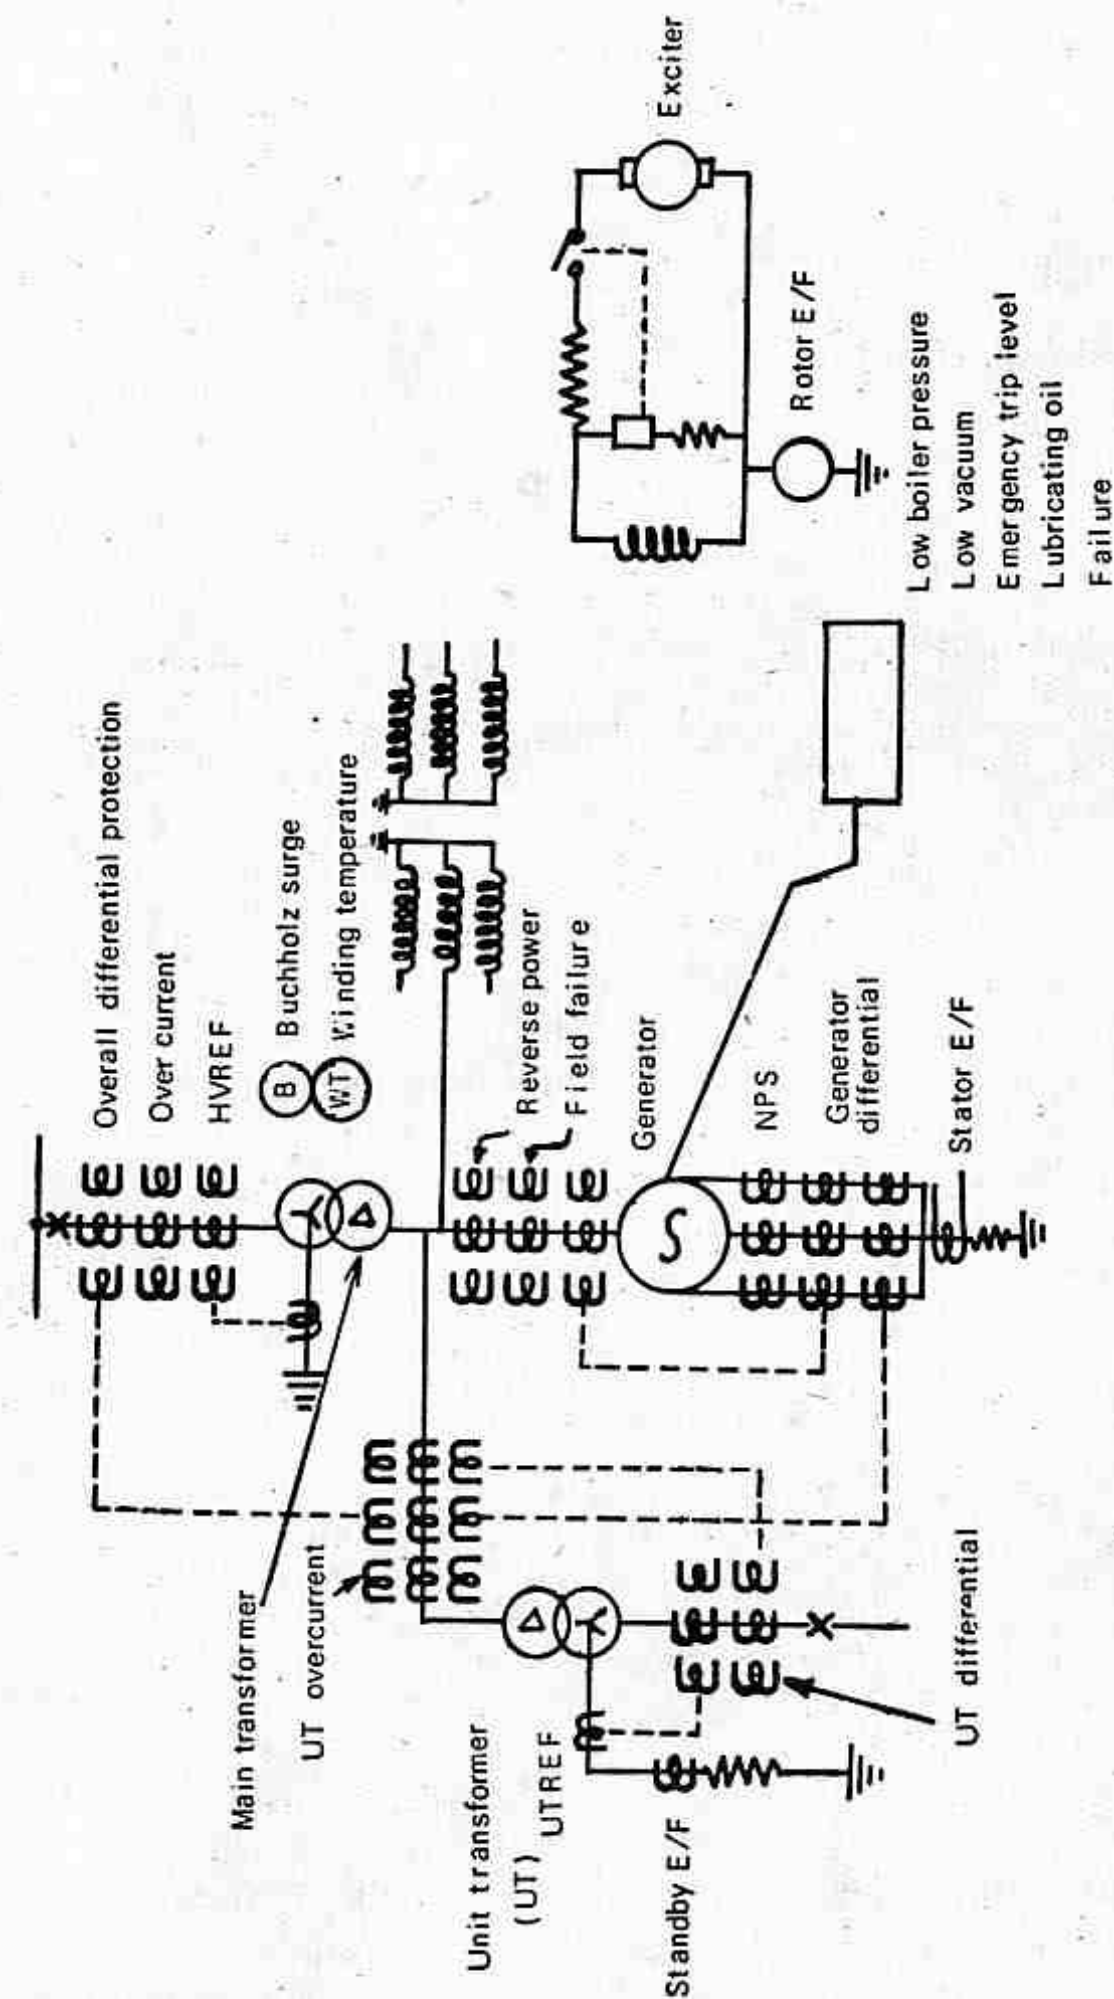 Overall differential protection
Over current
HVREF
B
Buchholz surge
WT
Winding temperature
Main transformer
UT overcurrent
Reverse power
Field failure
Generator
NPS
Generator
differential
Stator E/F
Unit transformer
(UT)
UTREF
Standby E/F
UT differential
Exciter
Rotor E/F
Low boiler pressure
Low vacuum
Emergency trip level
Lubricating oil
Failure